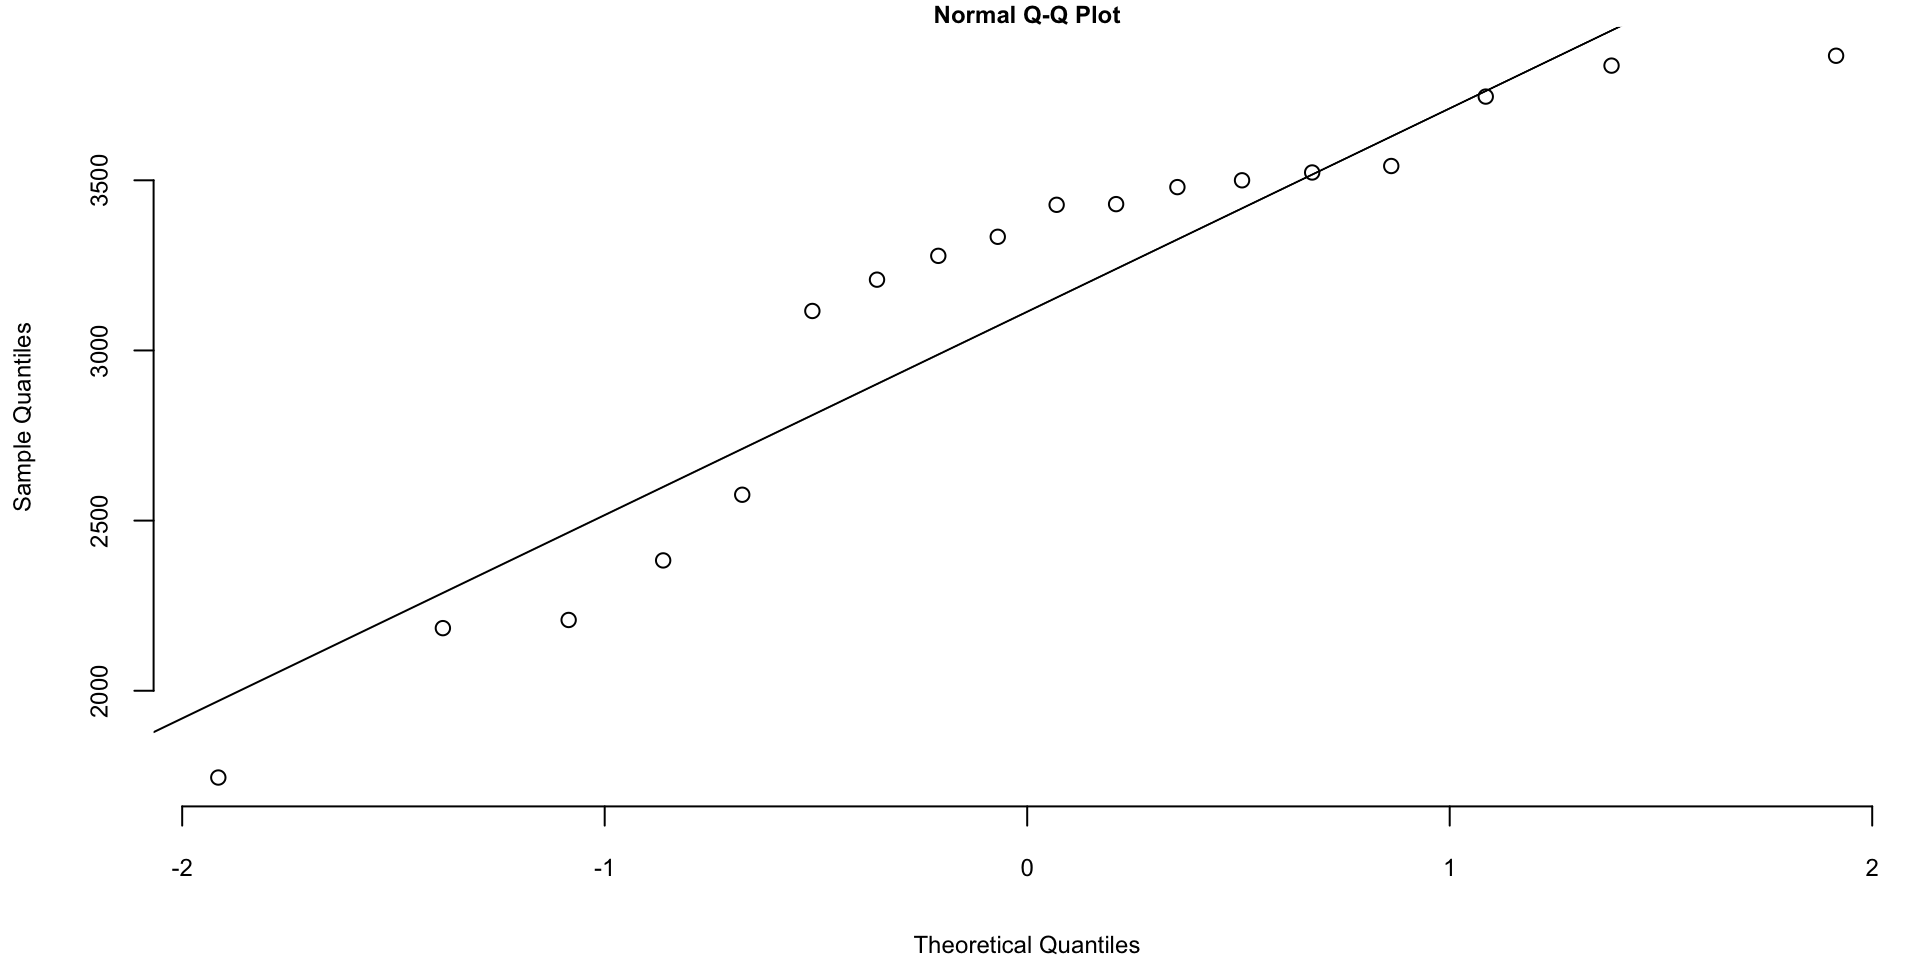 Normal Q-Q Plot
Sample Quantiles
3500
3000
2500
2000
-2 -1 0 1 2
Theoretical Quantiles